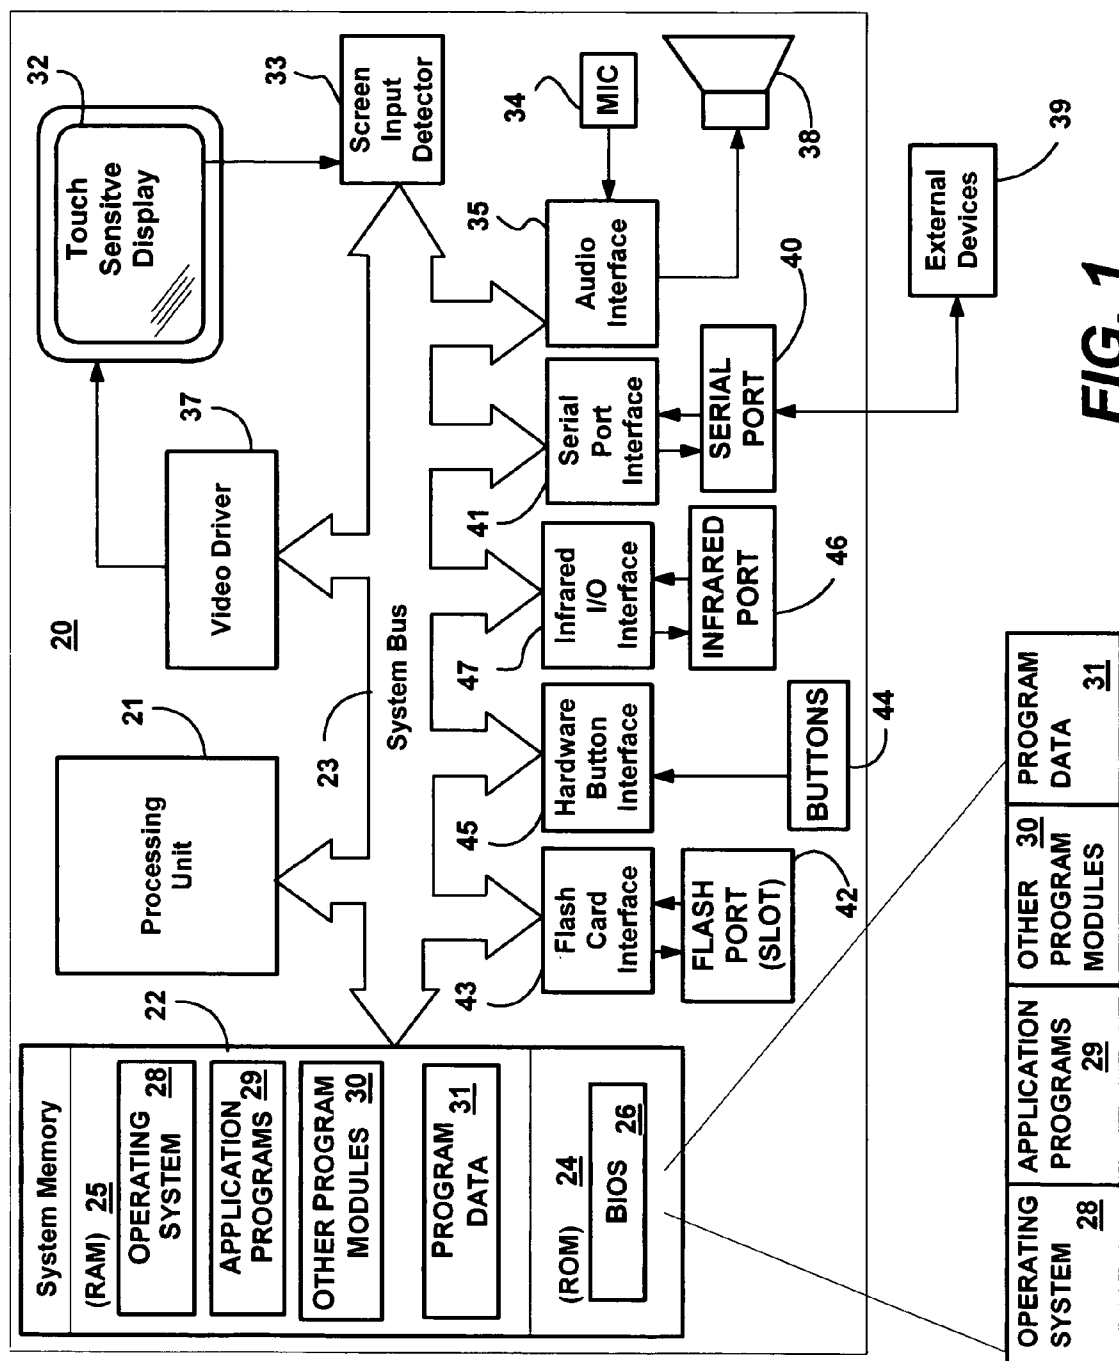 System Memory
(RAM) 25
OPERATING
SYSTEM 28
APPLICATION
PROGRAMS 29
OTHER PROGRAM
MODULES 30
PROGRAM
DATA 31
(ROM) 24
BIOS 26
22
Processing
Unit
21
20
Video Driver
37
Touch
Sensitve
Display
32
Screen
Input
Detector
33
23
System Bus
43
Flash
Card
Interface
45
Hardware
Button
Interface
47
Infrared
I/O
Interface
41
Serial
Port
Interface
35
Audio
Interface
34
MIC
38
FLASH
PORT
(SLOT)
42
BUTTONS
44
INFRARED
PORT
46
SERIAL
PORT
40
External
Devices
39
OPERATING
SYSTEM 28
APPLICATION
PROGRAMS
29
OTHER 30
PROGRAM
MODULES
PROGRAM
DATA
31
FIG. 1